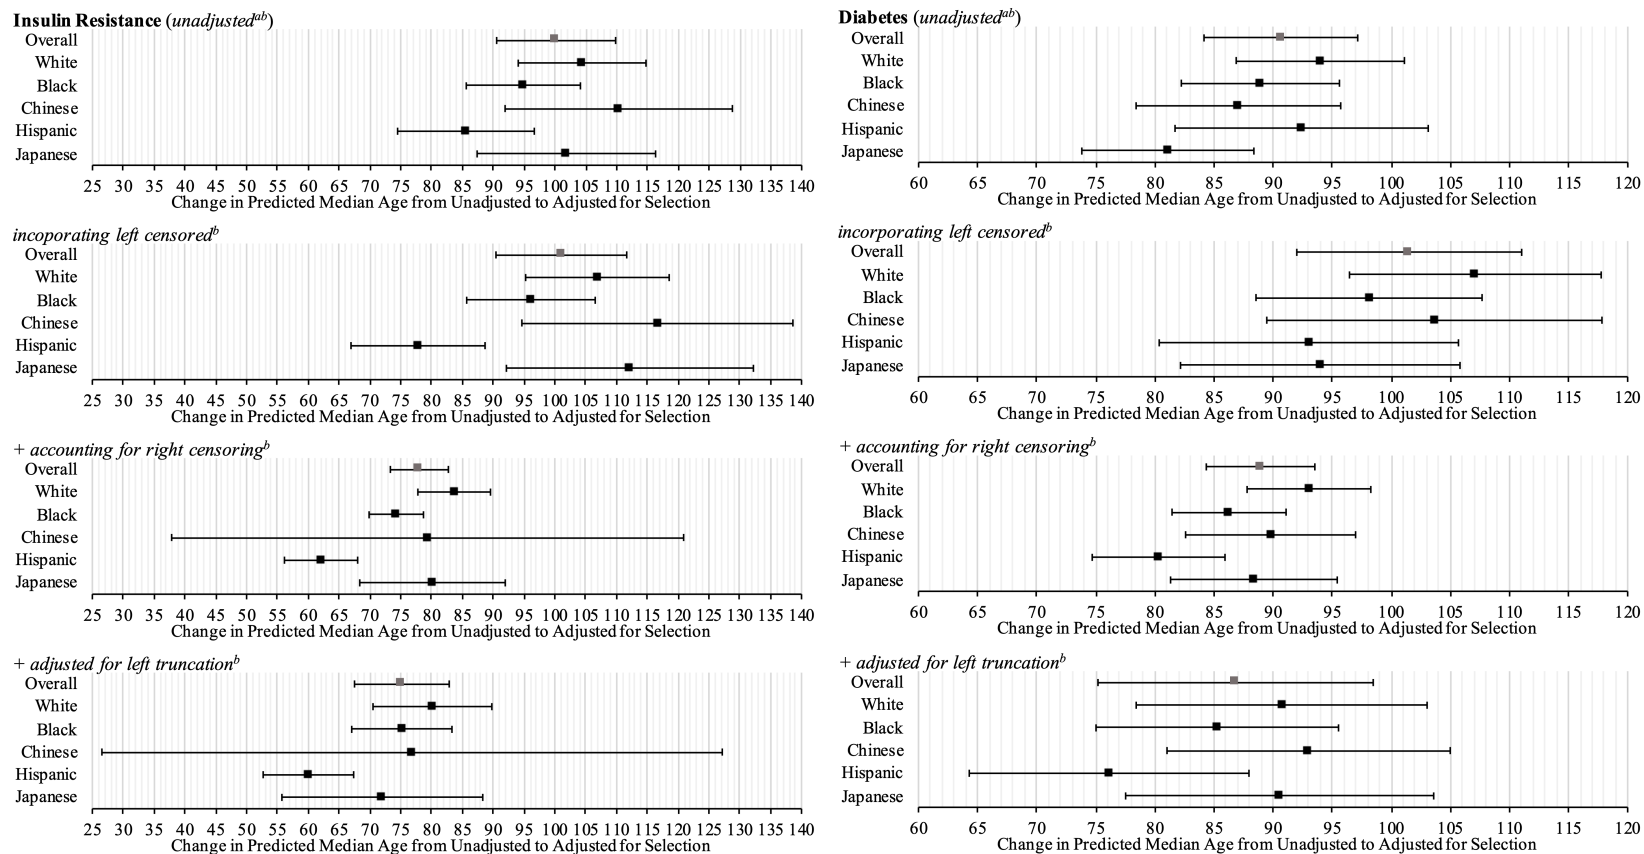 Insulin Resistance (unadjustedab)
Overall
White
Black
Chinese
Hispanic
Japanese
25 30 35 40 45 50 55 60 65 70 75 80 85 90 95 100 105 110 115 120 125 130 135 140
Change in Predicted Median Age from Unadjusted to Adjusted for Selection
incoporating left censoredb
Overall
White
Black
Chinese
Hispanic
Japanese
25 30 35 40 45 50 55 60 65 70 75 80 85 90 95 100 105 110 115 120 125 130 135 140
Change in Predicted Median Age from Unadjusted to Adjusted for Selection
+ accounting for right censoringb
Overall
White
Black
Chinese
Hispanic
Japanese
25 30 35 40 45 50 55 60 65 70 75 80 85 90 95 100 105 110 115 120 125 130 135 140
Change in Predicted Median Age from Unadjusted to Adjusted for Selection
+ adjusted for left truncationb
Overall
White
Black
Chinese
Hispanic
Japanese
25 30 35 40 45 50 55 60 65 70 75 80 85 90 95 100 105 110 115 120 125 130 135 140
Change in Predicted Median Age from Unadjusted to Adjusted for Selection
Diabetes (unadjustedab)
Overall
White
Black
Chinese
Hispanic
Japanese
60 65 70 75 80 85 90 95 100 105 110 115 120
Change in Predicted Median Age from Unadjusted to Adjusted for Selection
incorporating left censoredb
Overall
White
Black
Chinese
Hispanic
Japanese
60 65 70 75 80 85 90 95 100 105 110 115 120
Change in Predicted Median Age from Unadjusted to Adjusted for Selection
+ accounting for right censoringb
Overall
White
Black
Chinese
Hispanic
Japanese
60 65 70 75 80 85 90 95 100 105 110 115 120
Change in Predicted Median Age from Unadjusted to Adjusted for Selection
+ adjusted for left truncationb
Overall
White
Black
Chinese
Hispanic
Japanese
60 65 70 75 80 85 90 95 100 105 110 115 120
Change in Predicted Median Age from Unadjusted to Adjusted for Selection